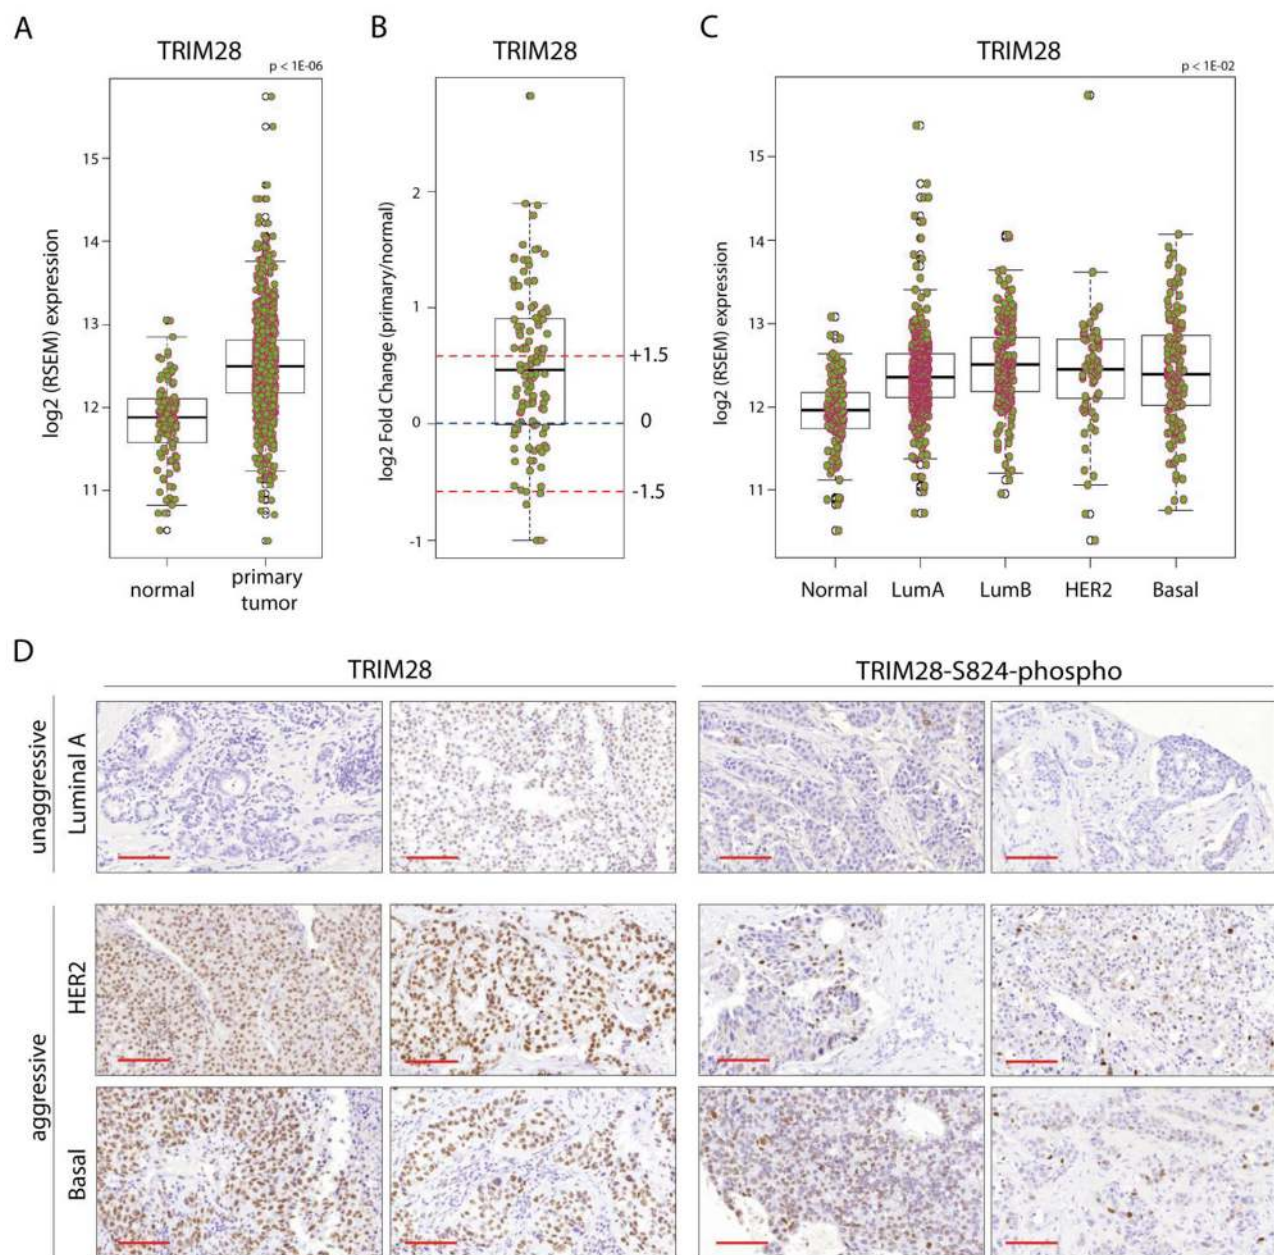 A
TRIM28
p < 1E-06
log2 (RSEM) expression
15
14
13
12
11
normal
primary
tumor
B
TRIM28
log2 Fold Change (primary/normal)
2
1
0
-1
+1.5
0
-1.5
C
TRIM28
p < 1E-02
log2 (RSEM) expression
15
14
13
12
11
Normal
LumA
LumB
HER2
Basal
D
TRIM28
TRIM28-S824-phospho
unaggressive
Luminal A
aggressive
HER2
Basal